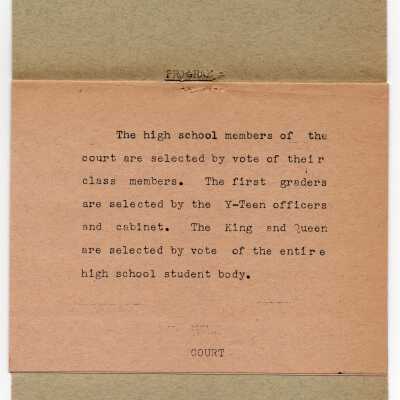 PROGRAM
The high school members of the
court are selected by vote of their
class members. The first graders
are selected by the Y-Teen officers
and cabinet. The King and Queen
are selected by vote of the entire
high school student body.
COURT